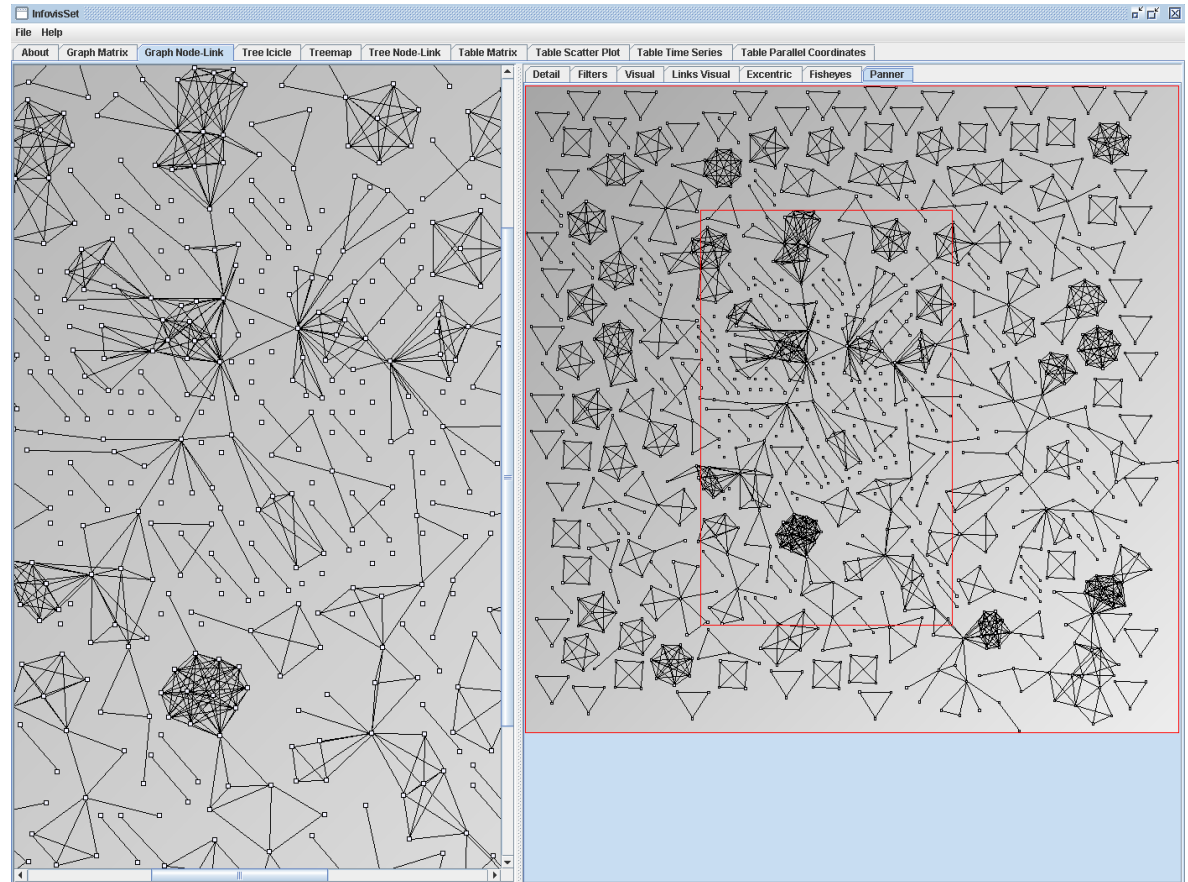 InfovisSet
File Help
About Graph Matrix Graph Node-Link Tree Icicle Treemap Tree Node-Link Table Matrix Table Scatter Plot Table Time Series Table Parallel Coordinates
Detail Filters Visual Links Visual Excentric Fisheyes Panner